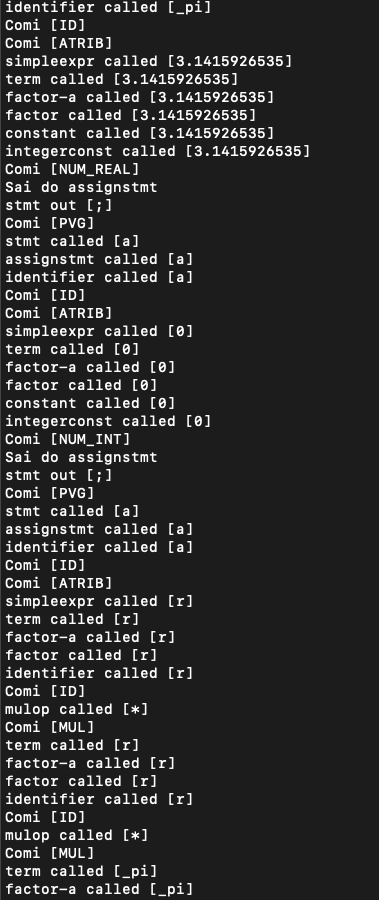 identifier called [_pi]
Comi [ID]
Comi [ATRIB]
simpleexpr called [3.1415926535]
term called [3.1415926535]
factor-a called [3.1415926535]
factor called [3.1415926535]
constant called [3.1415926535]
integerconst called [3.1415926535]
Comi [NUM_REAL]
Sai do assignstmt
stmt out [;]
Comi [PVG]
stmt called [a]
assignstmt called [a]
identifier called [a]
Comi [ID]
Comi [ATRIB]
simpleexpr called [0]
term called [0]
factor-a called [0]
factor called [0]
constant called [0]
integerconst called [0]
Comi [NUM_INT]
Sai do assignstmt
stmt out [;]
Comi [PVG]
stmt called [a]
assignstmt called [a]
identifier called [a]
Comi [ID]
Comi [ATRIB]
simpleexpr called [r]
term called [r]
factor-a called [r]
factor called [r]
identifier called [r]
Comi [ID]
mulop called [*]
Comi [MUL]
term called [r]
factor-a called [r]
factor called [r]
identifier called [r]
Comi [ID]
mulop called [*]
Comi [MUL]
term called [_pi]
factor-a called [_pi]